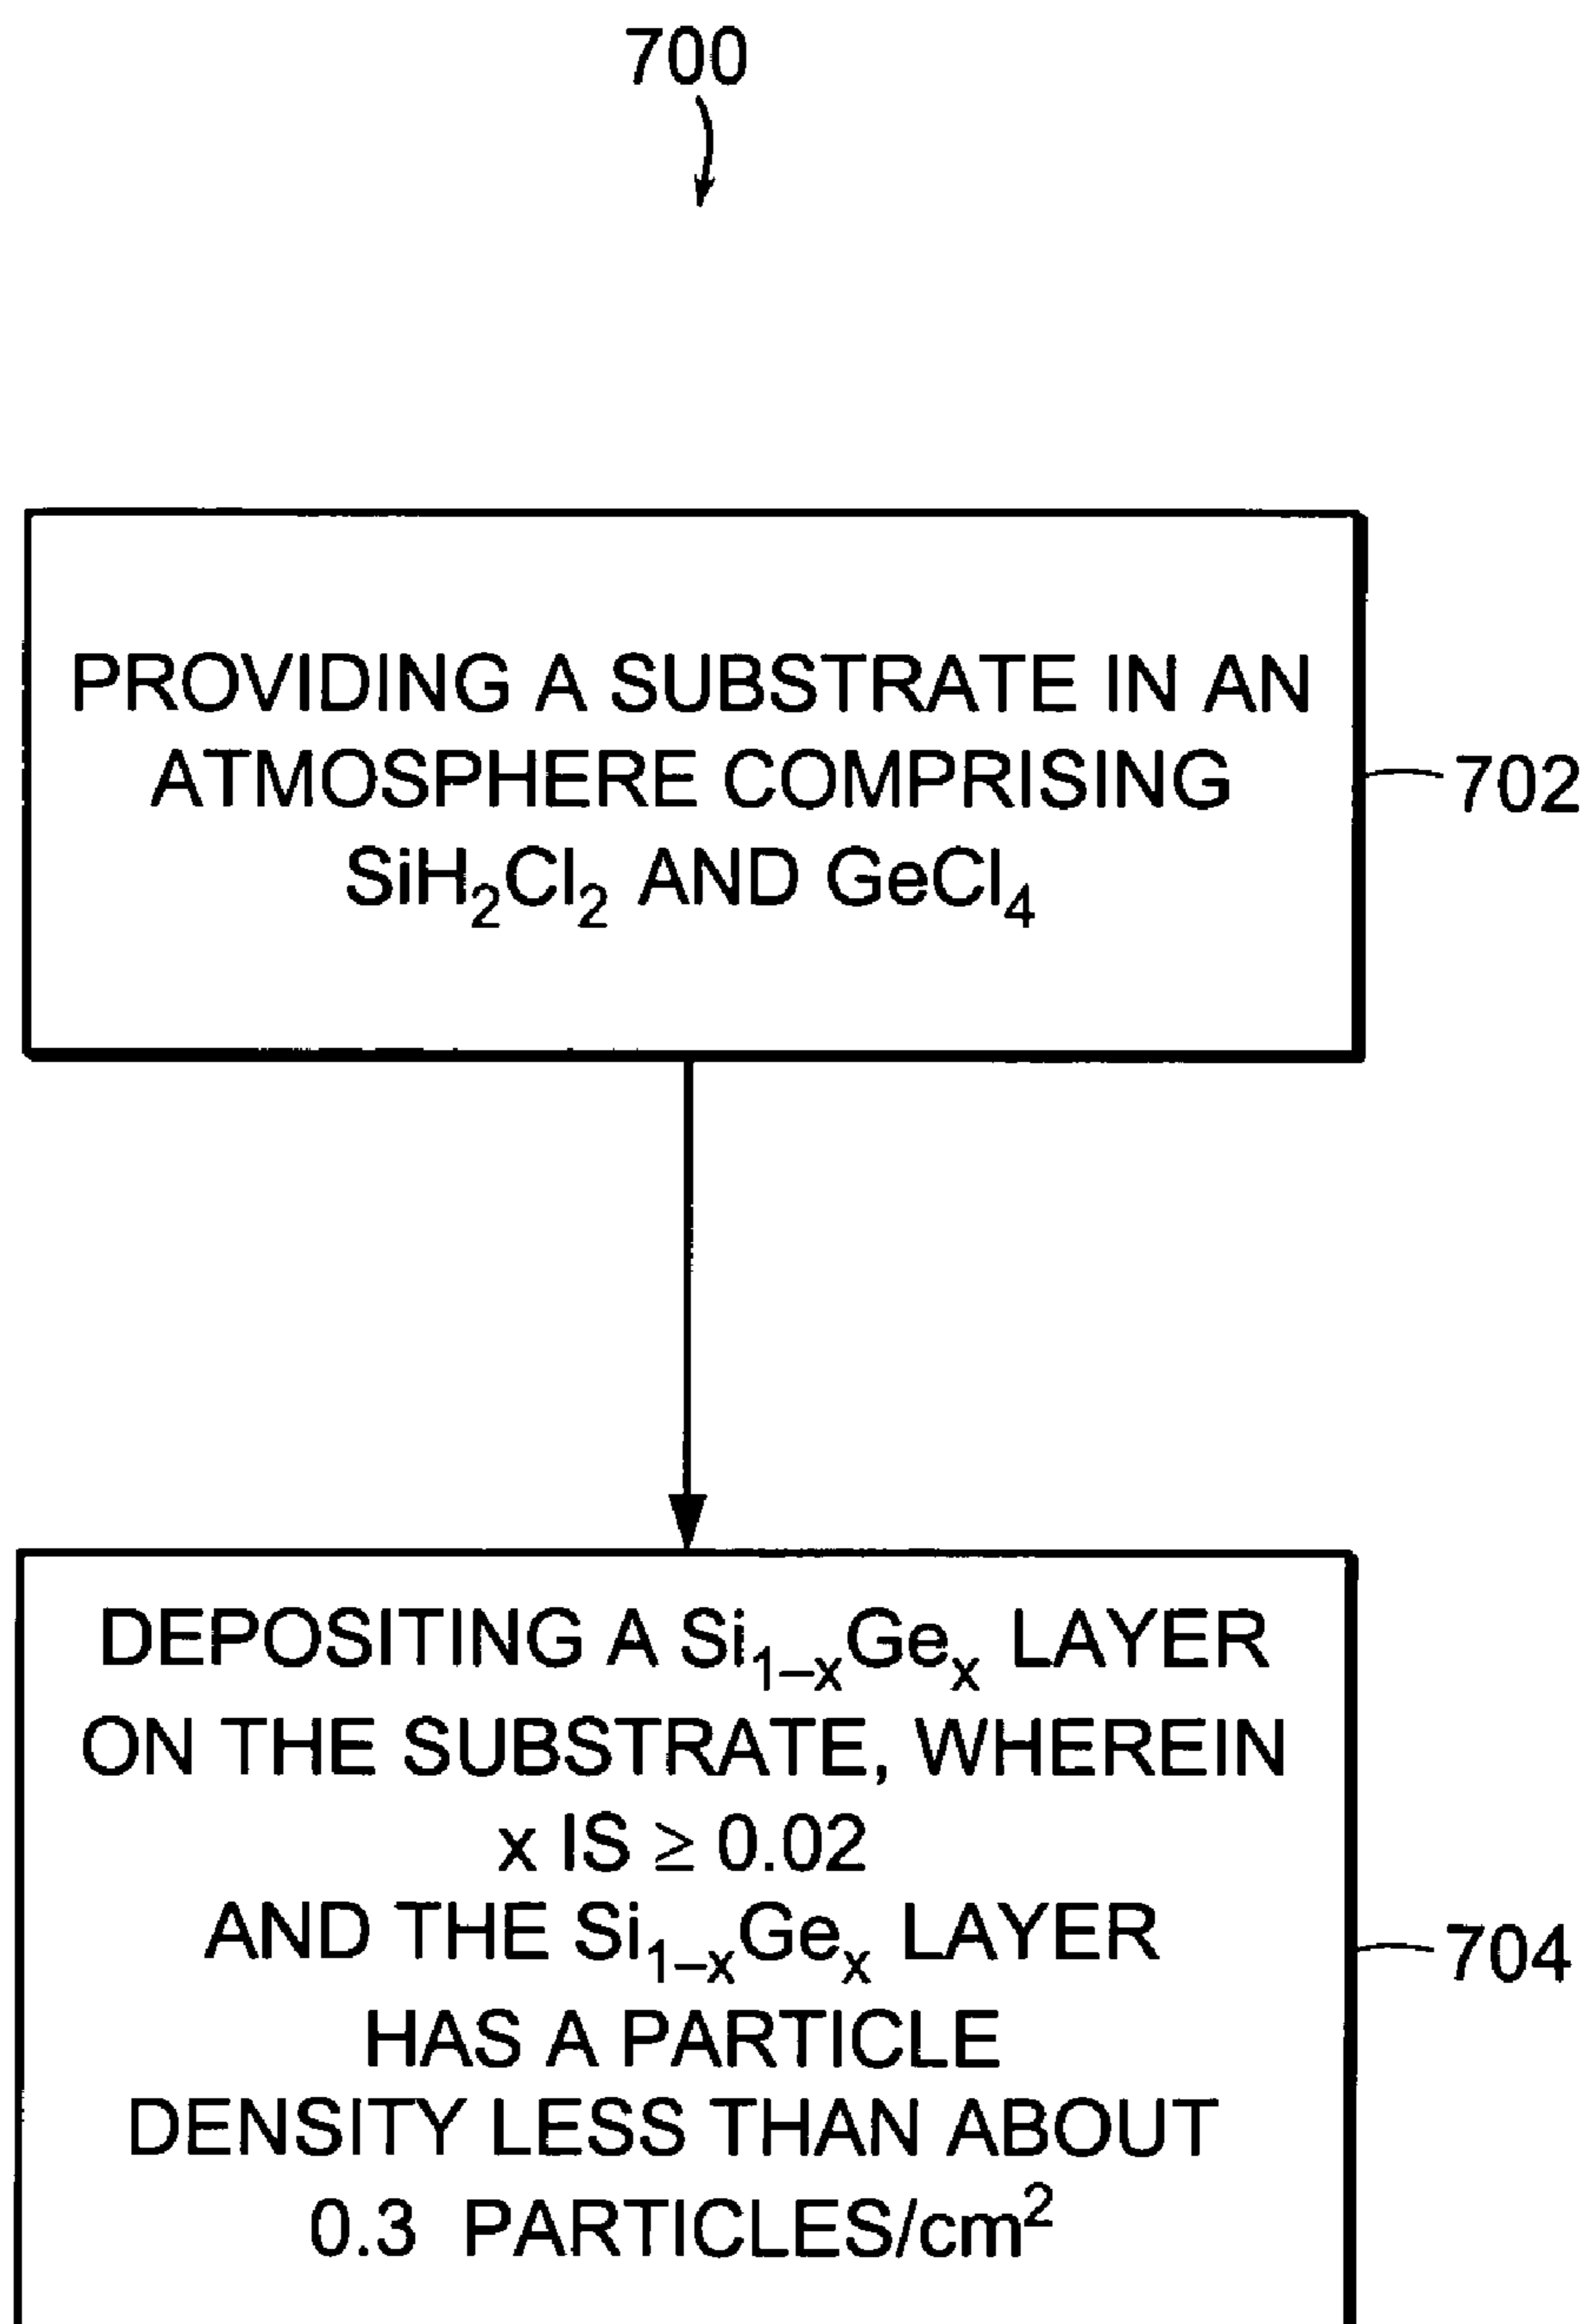 700
PROVIDING A SUBSTRATE IN AN
ATMOSPHERE COMPRISING
SiH₂Cl₂ AND GeCl₄
702
DEPOSITING A Si₁₋ₓGeₓ LAYER
ON THE SUBSTRATE, WHEREIN
x IS ≥ 0.02
AND THE Si₁₋ₓGeₓ LAYER
HAS A PARTICLE
DENSITY LESS THAN ABOUT
0.3 PARTICLES/cm²
704